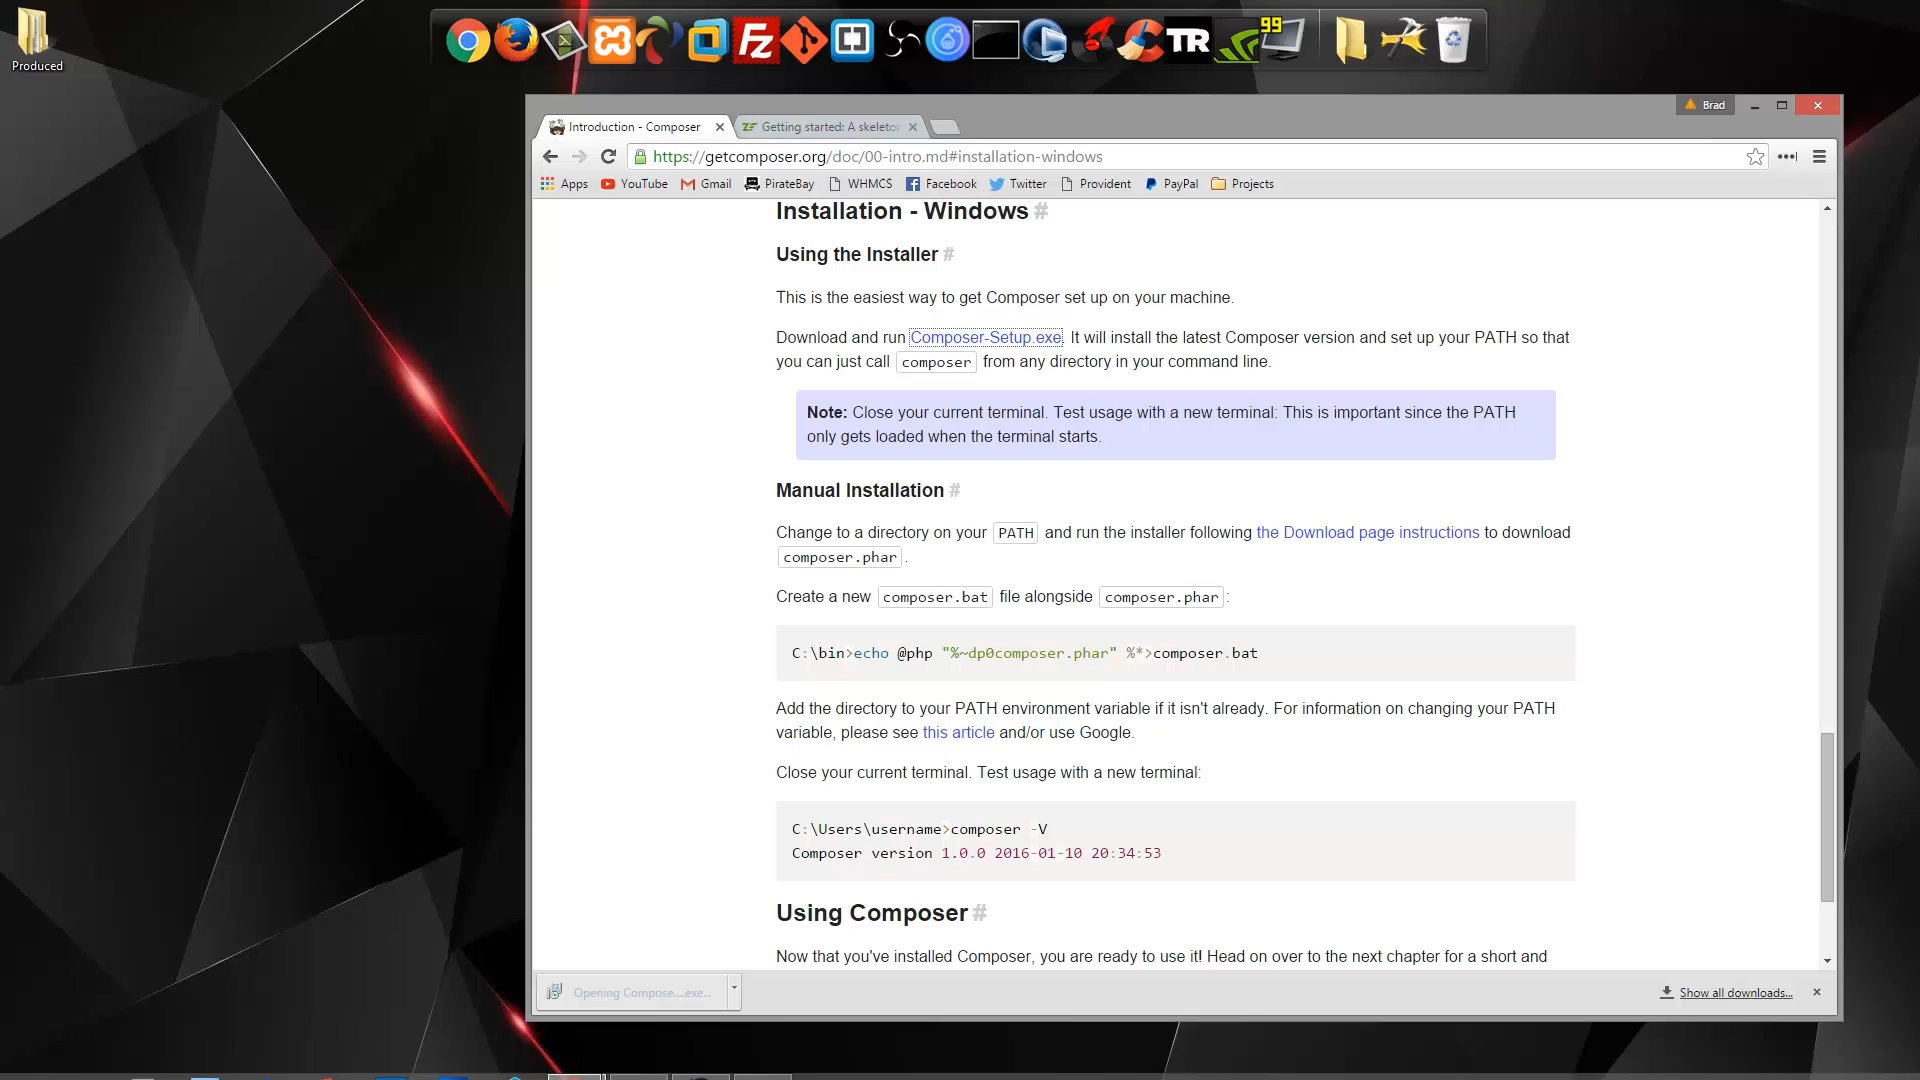 Produced
Fz
TR
99
Brad
Introduction - Composer
Getting started: A skeletor
https://getcomposer.org/doc/00-intro.md#installation-windows
Apps YouTube Gmail PirateBay WHMCS Facebook Twitter Provident PayPal Projects
Installation - Windows #
Using the Installer #
This is the easiest way to get Composer set up on your machine.
Download and run Composer-Setup.exe. It will install the latest Composer version and set up your PATH so that
you can just call composer from any directory in your command line.
Note: Close your current terminal. Test usage with a new terminal: This is important since the PATH
only gets loaded when the terminal starts.
Manual Installation #
Change to a directory on your PATH and run the installer following the Download page instructions to download
composer.phar .
Create a new composer.bat file alongside composer.phar :
C:\bin>echo @php "%~dp0composer.phar" %*>composer.bat
Add the directory to your PATH environment variable if it isn't already. For information on changing your PATH
variable, please see this article and/or use Google.
Close your current terminal. Test usage with a new terminal:
C:\Users\username>composer -V
Composer version 1.0.0 2016-01-10 20:34:53
Using Composer #
Now that you've installed Composer, you are ready to use it! Head on over to the next chapter for a short and
Opening Compose....exe...
Show all downloads...